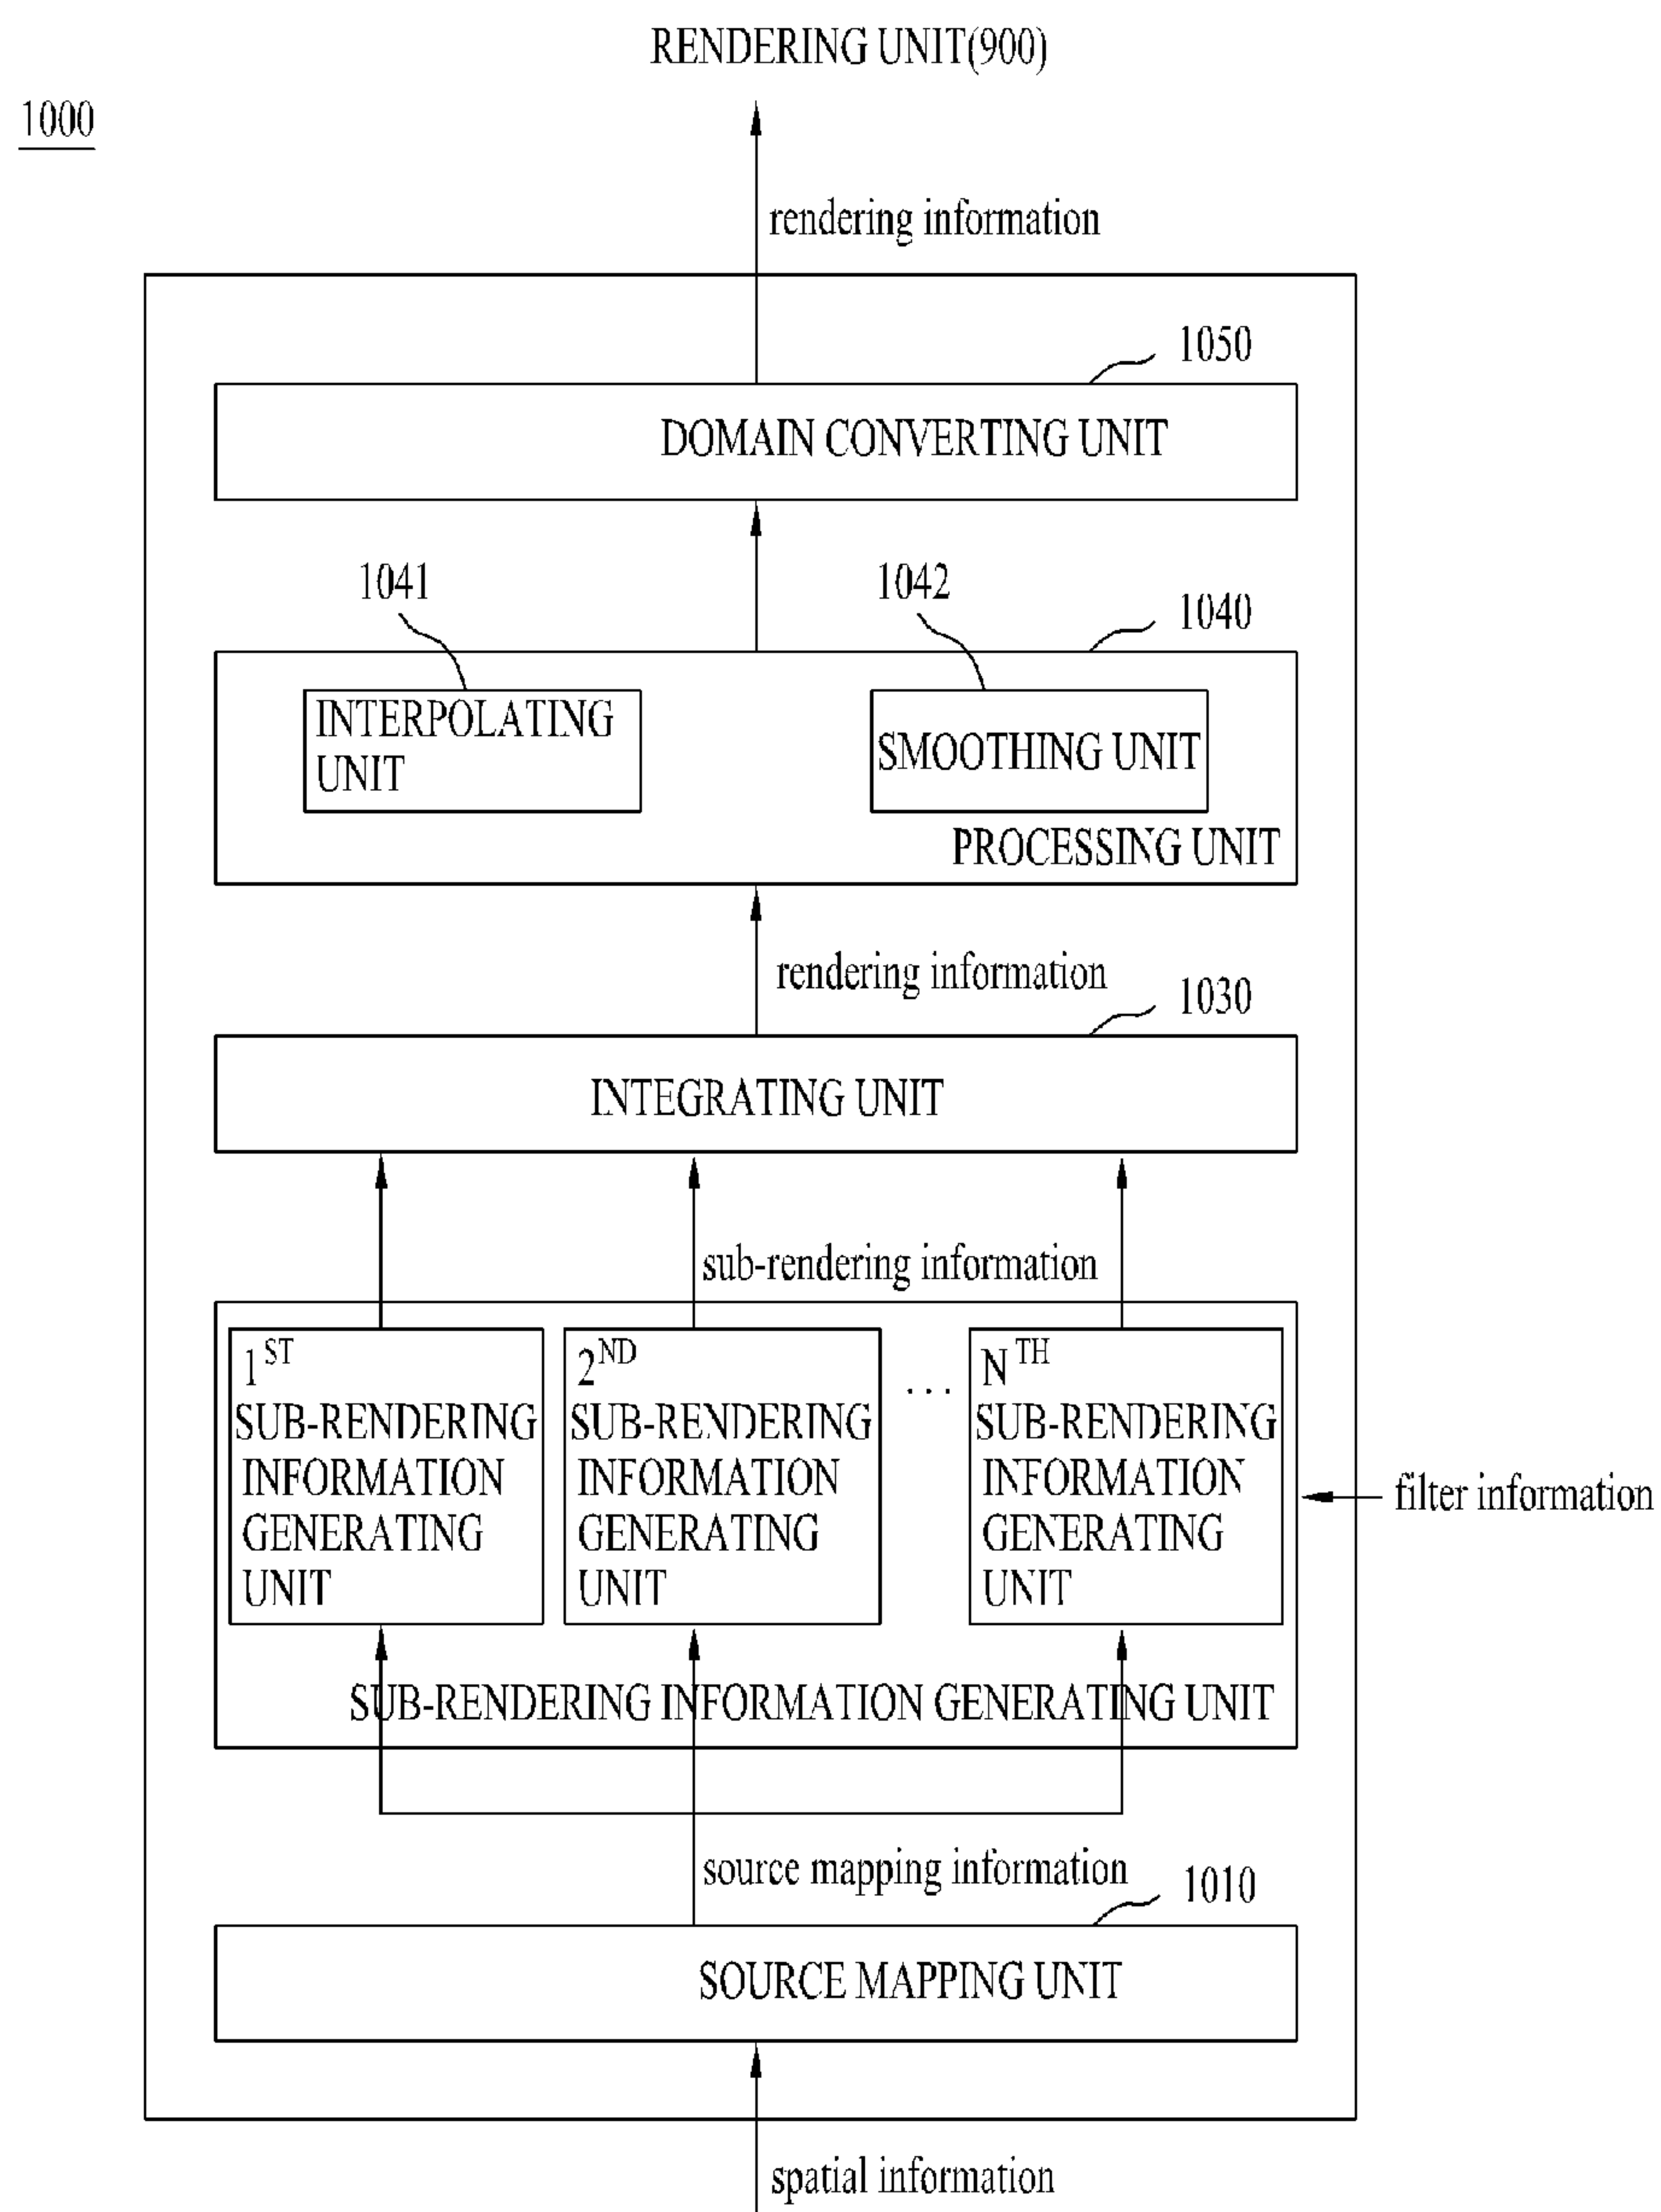 RENDERING UNIT(900)
1000
rendering information
1050
DOMAIN CONVERTING UNIT
1041
1042
1040
INTERPOLATING
UNIT
SMOOTHING UNIT
PROCESSING UNIT
rendering information
1030
INTEGRATING UNIT
sub-rendering information
1ST
SUB-RENDERING
INFORMATION
GENERATING
UNIT
2ND
SUB-RENDERING
INFORMATION
GENERATING
UNIT
...
NTH
SUB-RENDERING
INFORMATION
GENERATING
UNIT
filter information
SUB-RENDERING INFORMATION GENERATING UNIT
source mapping information
1010
SOURCE MAPPING UNIT
spatial information